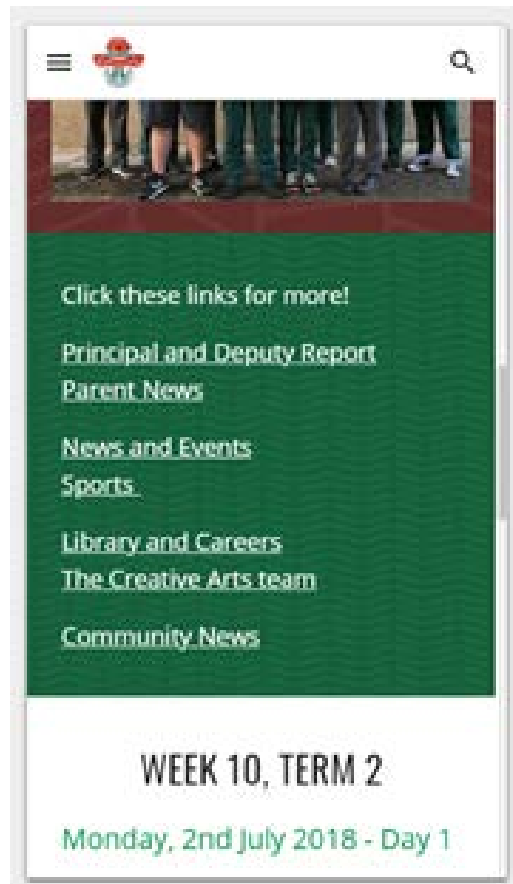 Click these links for more!
Principal and Deputy Report
Parent News
News and Events
Sports
Library and Careers
The Creative Arts team
Community News
WEEK 10, TERM 2
Monday, 2nd July 2018 - Day 1